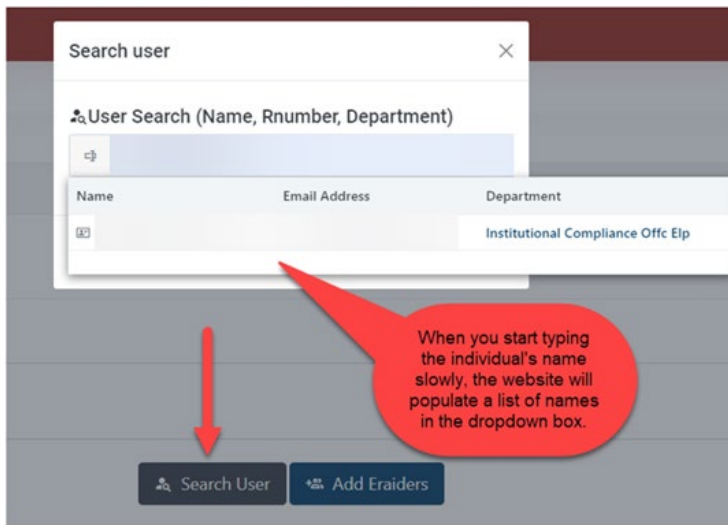 Search user
User Search (Name, Rnumber, Department)
Name Email Address Department
Institutional Compliance Offc Elp
When you start typing
the individual's name
slowly, the website will
populate a list of names
in the dropdown box.
Search User Add Eraiders